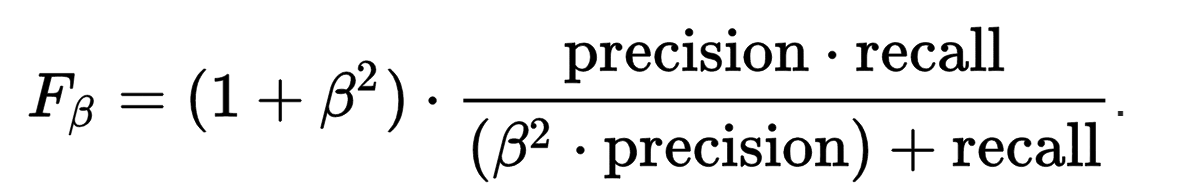 F_β = (1 + β²) · precision · recall / (β² · precision) + recall .